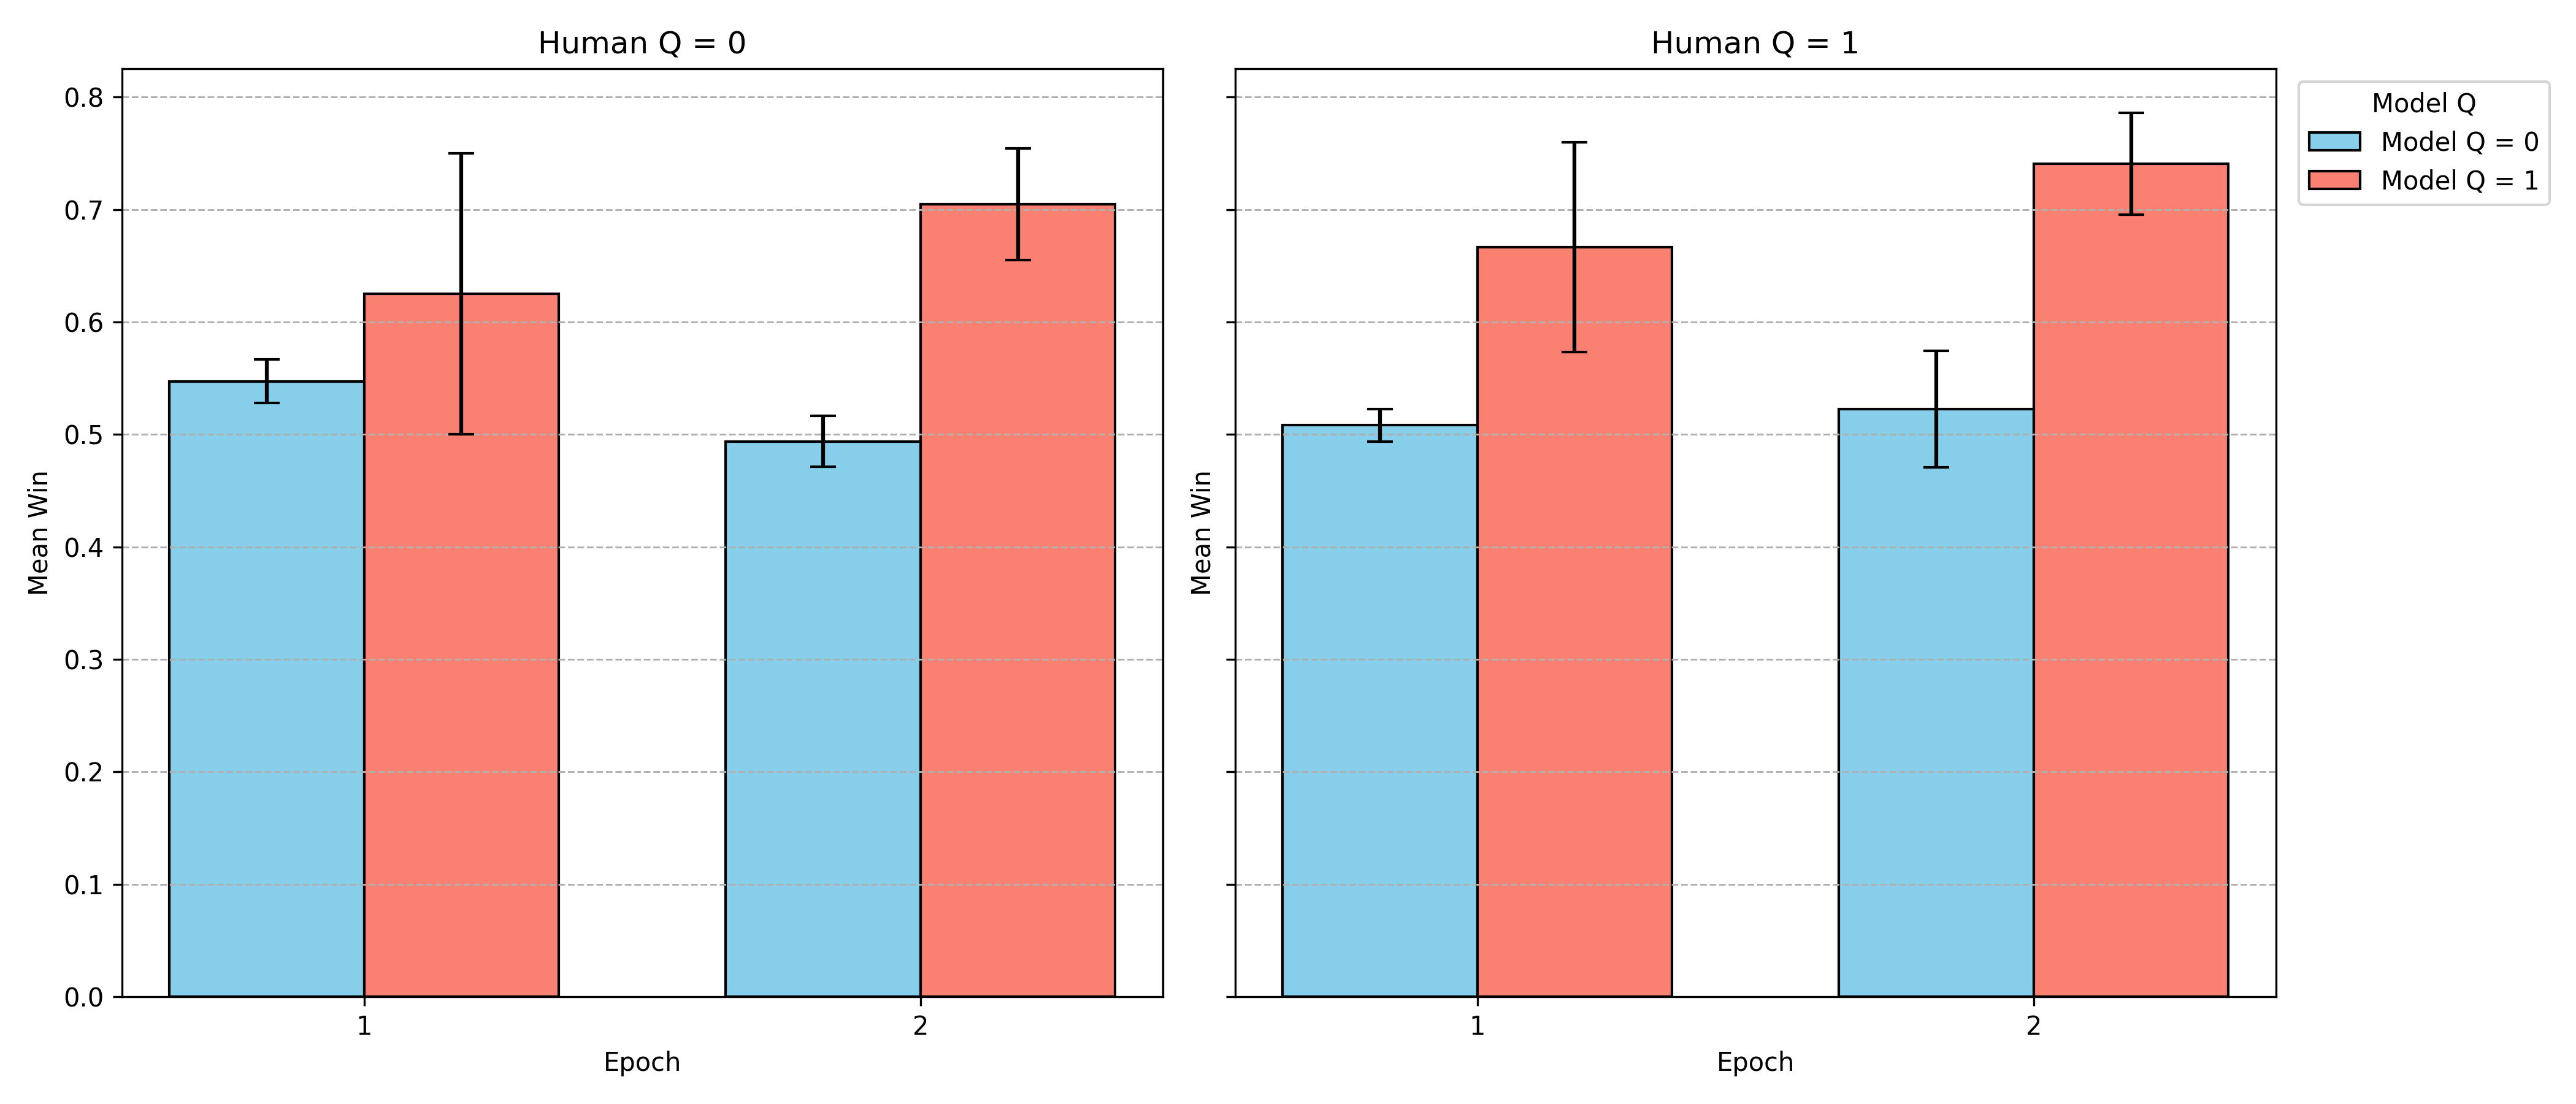 Human Q = 0
0.8
0.7
0.6
0.5
0.4
0.3
0.2
0.1
0.0
Mean Win
1
2
Epoch
Human Q = 1
Mean Win
1
2
Epoch
Model Q
Model Q = 0
Model Q = 1